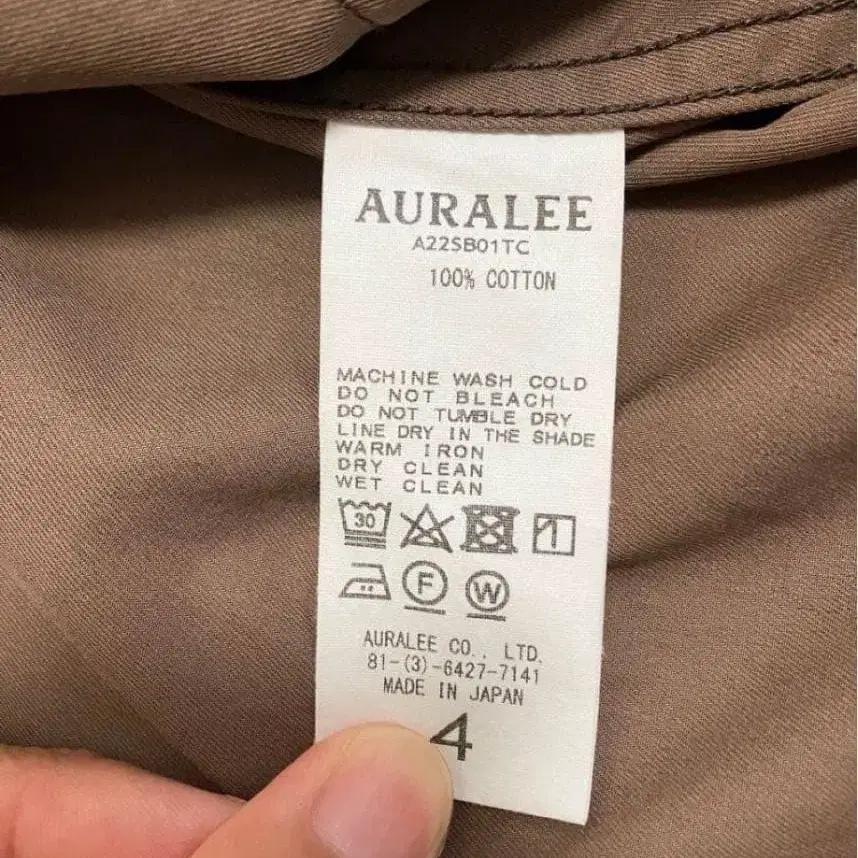 AURALEE
A22SB01TC
100% COTTON
MACHINE WASH COLD
DO NOT BLEACH
DO NOT TUMBLE DRY
LINE DRY IN THE SHADE
WARM IRON
DRY CLEAN
WET CLEAN
30
F
W
AURALEE CO., LTD.
81-(3)-6427-7141
MADE IN JAPAN
4